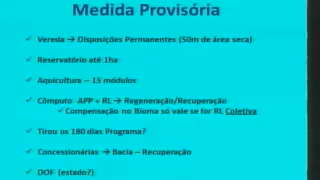 Medida Provisória
✓ Vereda → Disposições Permanentes (50m de área seca)
✓ Reservatório até 1ha
✓ Aquicultura – 15 módulos
✓ Cômputo APP + RL → Regeneração/Recuperação
✓ Compensação no Bioma só vale se for RL Coletiva
✓ Tirou os 180 dias Programa?
✓ Concessionárias → Bacia – Recuperação
✓ DOF (estado?)